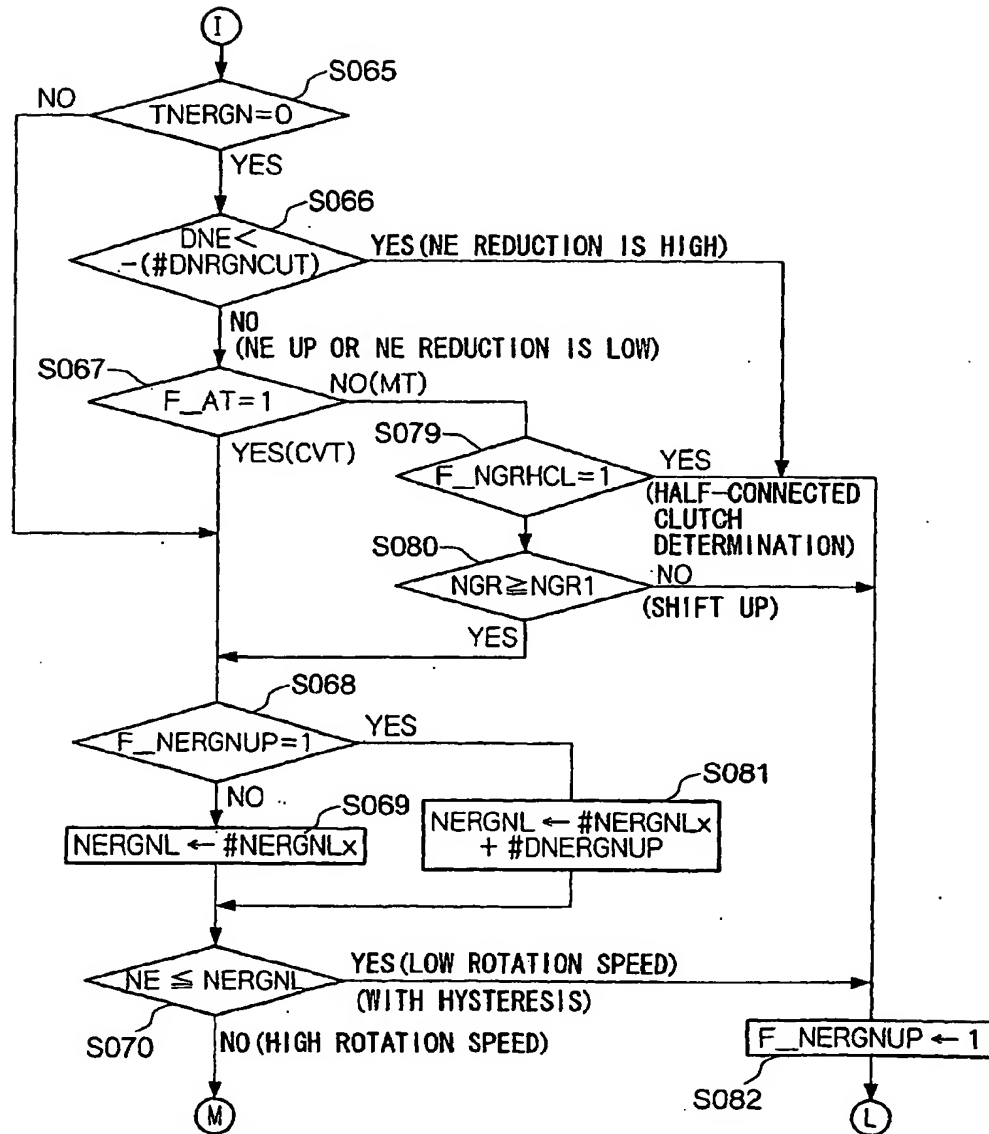 I
S065
NO
TNERGN=0
YES
S066
DNE<
-(#DNRGNCUT)
YES(NE REDUCTION IS HIGH)
NO
(NE UP OR NE REDUCTION IS LOW)
S067
F_AT=1
NO(MT)
YES(CVT)
S079
F_NGRHCL=1
YES
(HALF-CONNECTED
CLUTCH
DETERMINATION)
S080
NGR≧NGR1
NO
(SHIFT UP)
YES
S068
F_NERGNUP=1
YES
NO
S069
NERGNL ← #NERGNLx
S081
NERGNL ← #NERGNLx
+ #DNERGNUP
NE ≦ NERGNL
YES(LOW ROTATION SPEED)
(WITH HYSTERESIS)
S070
NO(HIGH ROTATION SPEED)
F_NERGNUP ← 1
S082
M
L